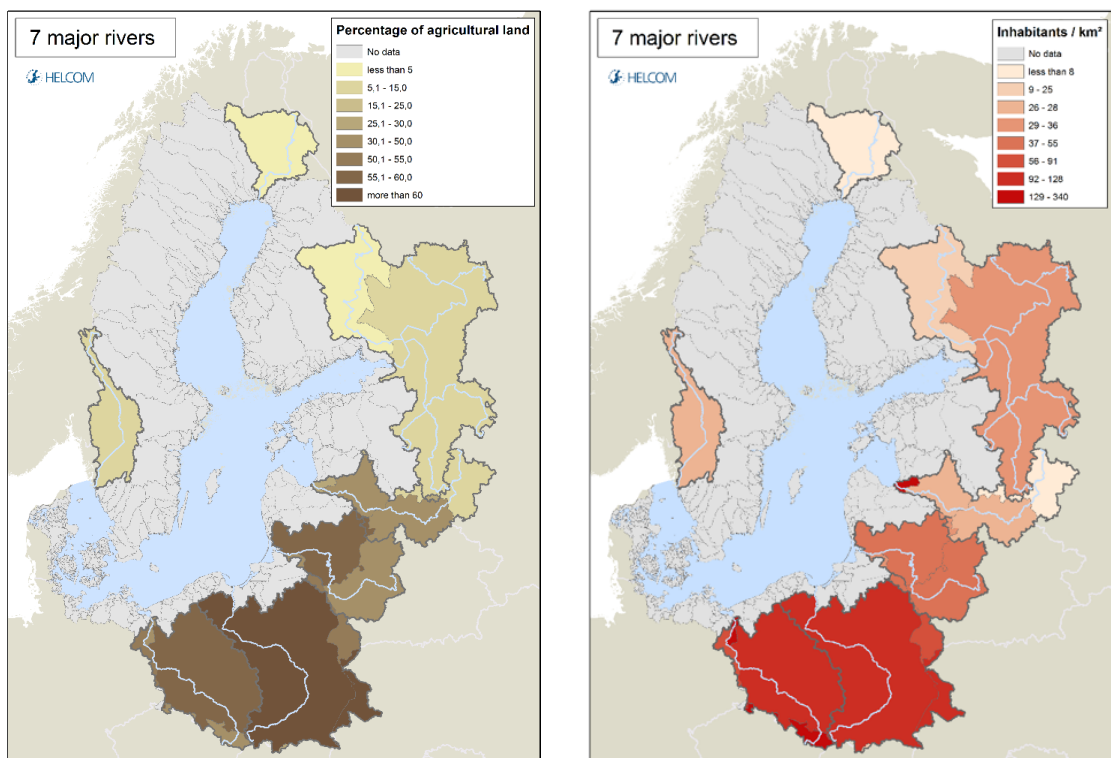 7 major rivers
HELCOM
Percentage of agricultural land
No data
less than 5
5,1 - 15,0
15,1 - 25,0
25,1 - 30,0
30,1 - 50,0
50,1 - 55,0
55,1 - 60,0
more than 60
7 major rivers
HELCOM
Inhabitants / km²
No data
less than 8
9 - 25
26 - 28
29 - 36
37 - 55
56 - 91
92 - 128
129 - 340